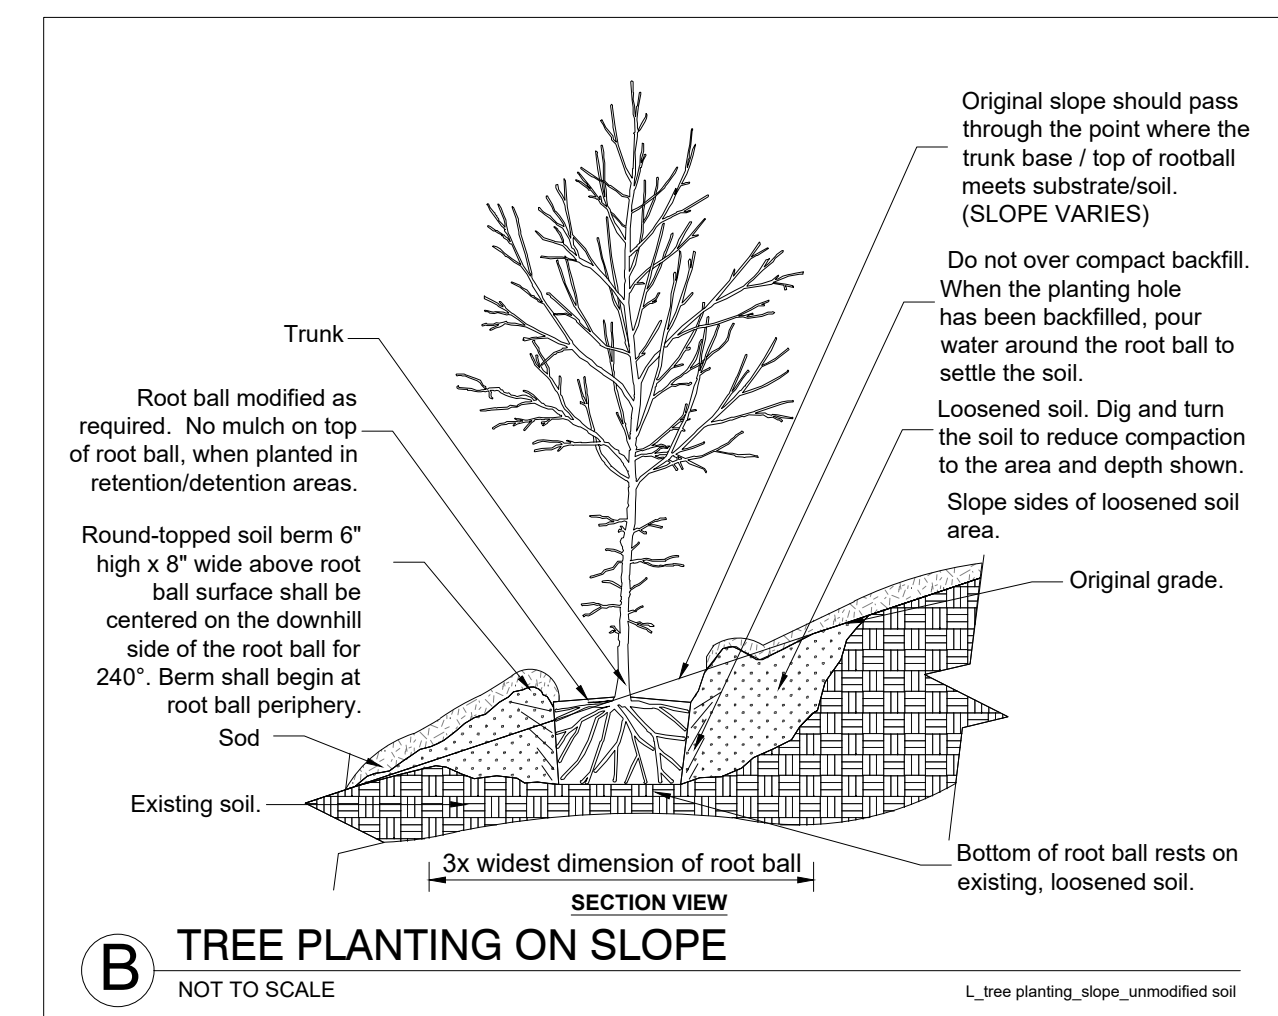 Original slope should pass
through the point where the
trunk base / top of rootball
meets substrate/soil.
(SLOPE VARIES)
Do not over compact backfill.
When the planting hole
has been backfilled, pour
water around the root ball to
settle the soil.
Loosened soil. Dig and turn
the soil to reduce compaction
to the area and depth shown.
Slope sides of loosened soil
area.
Original grade.
Trunk
Root ball modified as
required.  No mulch on top
of root ball, when planted in
retention/detention areas.
Round-topped soil berm 6"
high x 8" wide above root
ball surface shall be
centered on the downhill
side of the root ball for
240°. Berm shall begin at
root ball periphery.
Sod
Existing soil.
Bottom of root ball rests on
existing, loosened soil.
3x widest dimension of root ball
SECTION VIEW
B
TREE PLANTING ON SLOPE
NOT TO SCALE
L_tree planting_slope_unmodified soil